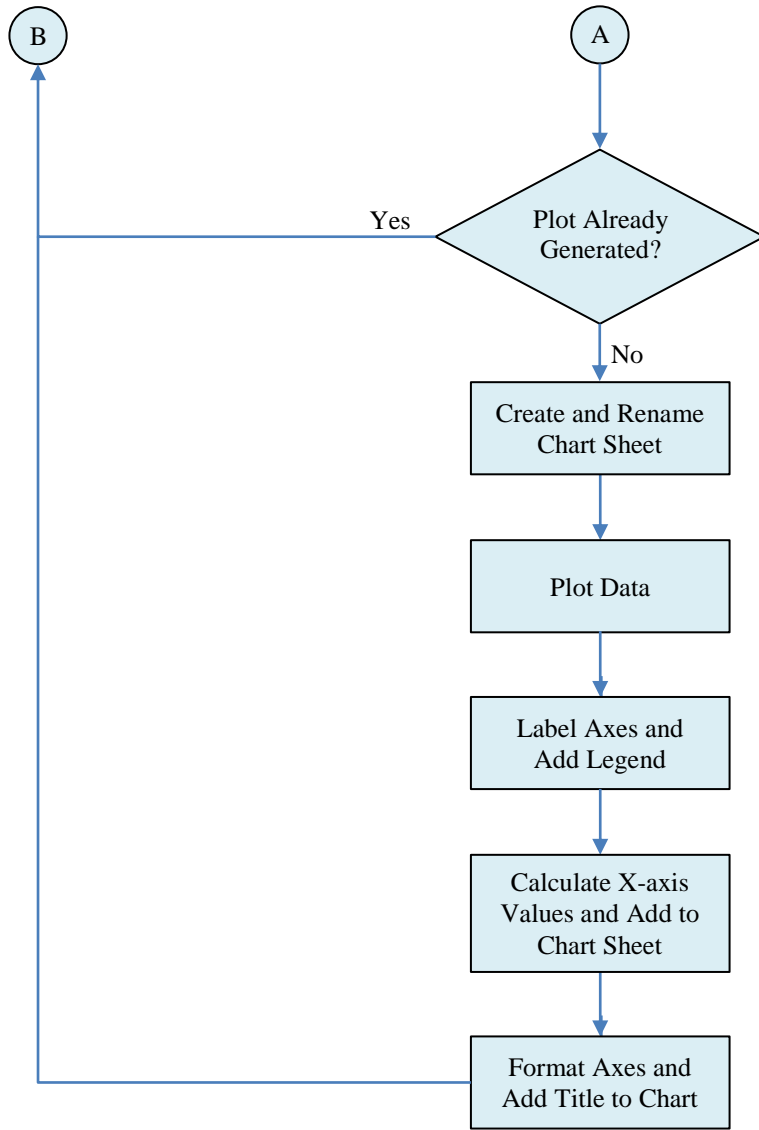 B
A
Plot Already
Generated?
Yes
No
Create and Rename
Chart Sheet
Plot Data
Label Axes and
Add Legend
Calculate X-axis
Values and Add to
Chart Sheet
Format Axes and
Add Title to Chart